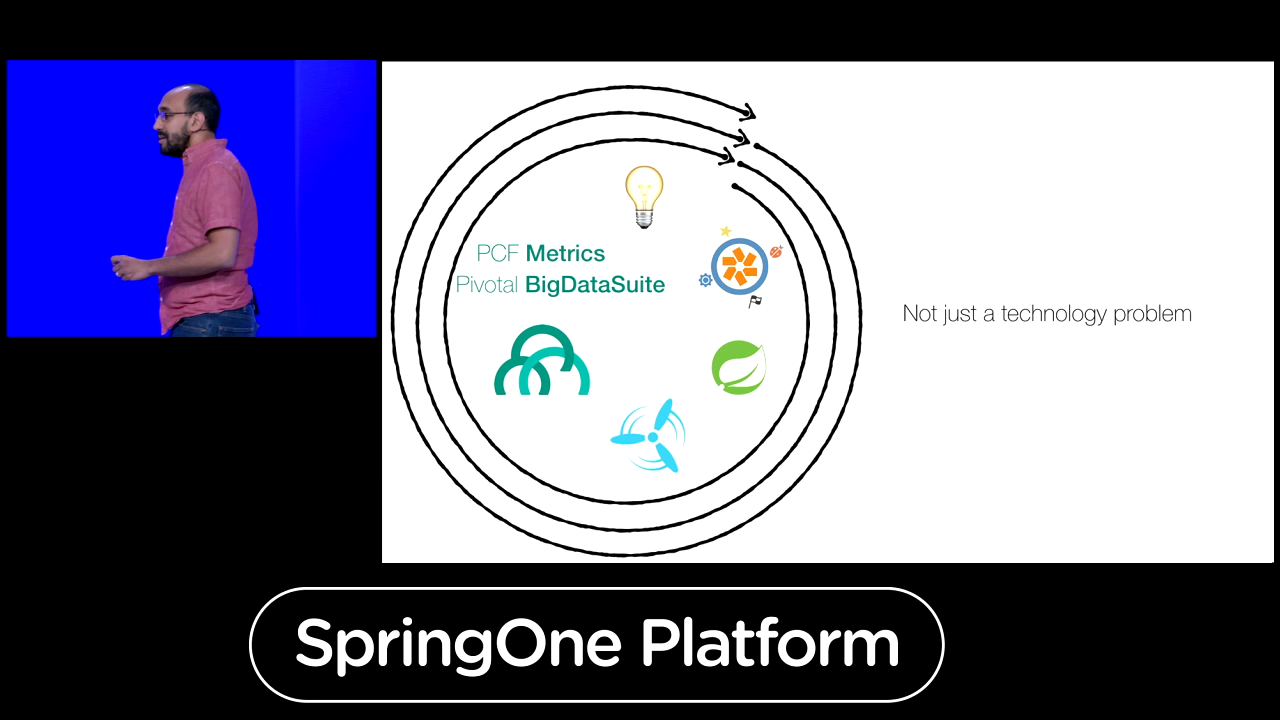 PCF Metrics
Pivotal BigDataSuite
Not just a technology problem
SpringOne Platform